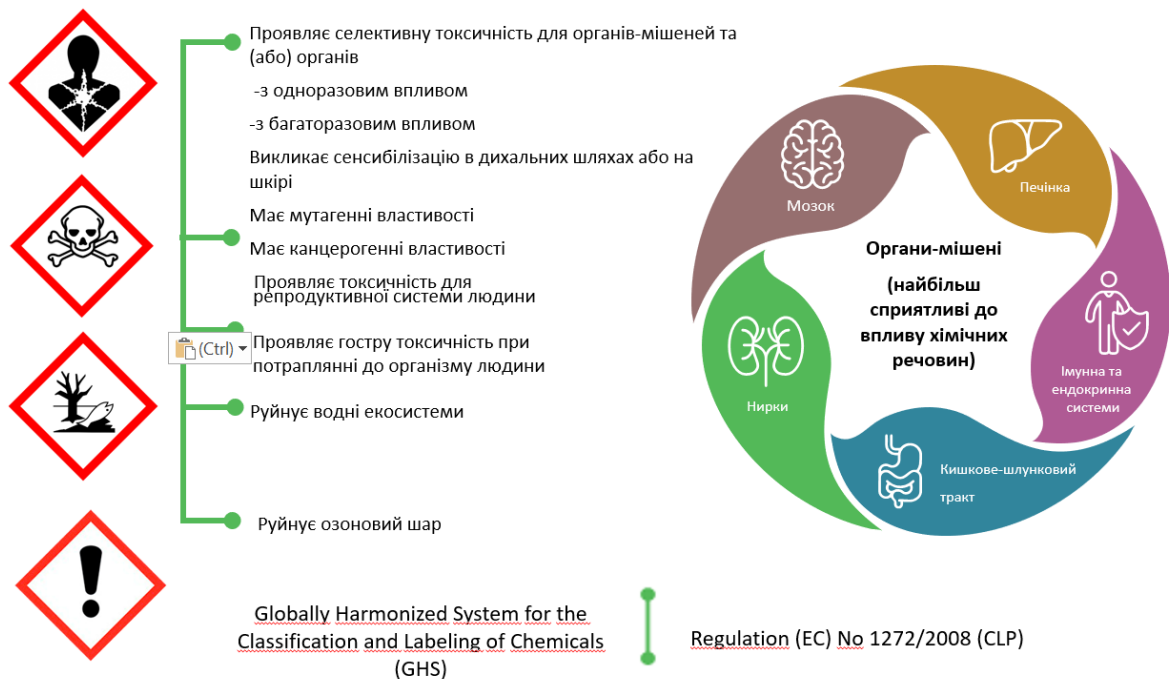 Проявляє селективну токсичність для органів-мішеней та
(або) органів
-з одноразовим впливом
-з багаторазовим впливом
Викликає сенсибілізацію в дихальних шляхах або на
шкірі
Має мутагенні властивості
Має канцерогенні властивості
Проявляє токсичність для
репродуктивної системи людини
(Ctrl)
Проявляє гостру токсичність при
потраплянні до організму людини
Руйнує водні екосистеми
Руйнує озоновий шар
Мозок
Печінка
Органи-мішені
(найбільш
сприятливі до
впливу хімічних
речовин)
Імунна та
ендокринна
системи
Нирки
Кишкове-шлунковий
тракт
Globally Harmonized System for the
Classification and Labeling of Chemicals
(GHS)
Regulation (EC) No 1272/2008 (CLP)